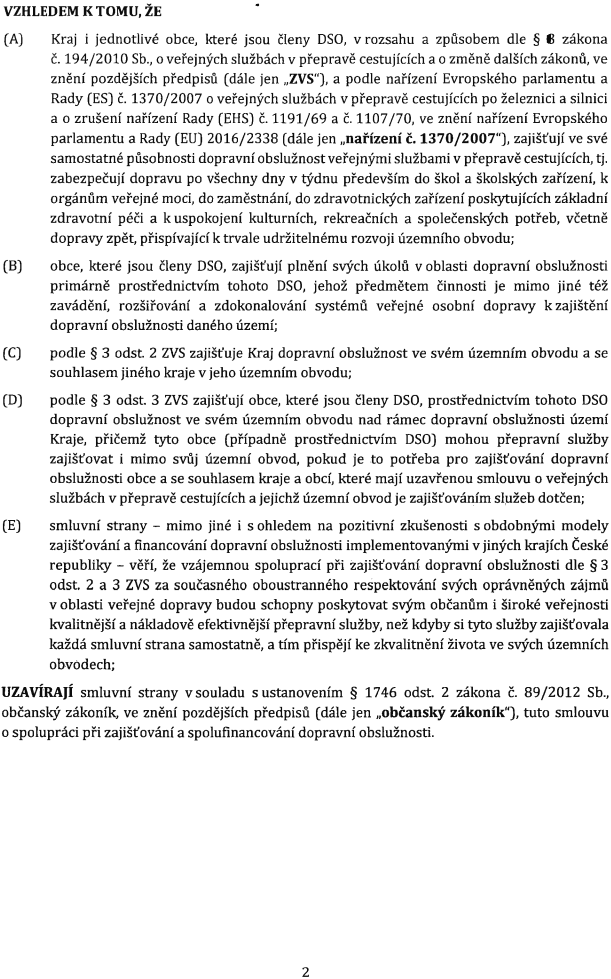 VZHLEDEM K TOMU, ŽE
(A) Kraj i jednotlivé obce, které jsou členy DSO, v rozsahu a způsobem dle § zákona
č. 194/2010 Sb., o veřejných službách v přepravě cestujících a o změně dalších zákonů, ve
znění pozdějších předpisů (dále jen „ZVS“), a podle nařízení Evropského parlamentu a
Rady (ES) č. 1370/2007 o veřejných službách v přepravě cestujících po železnici a silnici
a o zrušení nařízení Rady (EHS) č. 1191/69 a č. 1107/70, ve znění nařízení Evropského
parlamentu a Rady (EU) 2016/2338 (dále jen „nařízení č. 1370/2007“), zajišťují ve své
samostatné působnosti dopravní obslužnost veřejnými službami v přepravě cestujících, tj.
zabezpečují dopravu po všechny dny v týdnu především do škol a školských zařízení, k
orgánům veřejné moci, do zaměstnání, do zdravotnických zařízení poskytujících základní
zdravotní péči a k uspokojení kulturních, rekreačních a společenských potřeb, včetně
dopravy zpět, přispívající k trvale udržitelnému rozvoji územního obvodu;
(B) obce, které jsou členy DSO, zajišťují plnění svých úkolů v oblasti dopravní obslužnosti
primárně prostřednictvím tohoto DSO, jehož předmětem činnosti je mimo jiné též
zavádění, rozšiřování a zdokonalování systémů veřejné osobní dopravy k zajištění
dopravní obslužnosti daného území;
(C) podle § 3 odst. 2 ZVS zajišťuje Kraj dopravní obslužnost ve svém územním obvodu a se
souhlasem jiného kraje v jeho územním obvodu;
(D) podle § 3 odst. 3 ZVS zajišťují obce, které jsou členy DSO, prostřednictvím tohoto DSO
dopravní obslužnost ve svém územním obvodu nad rámec dopravní obslužnosti území
Kraje, přičemž tyto obce (případně prostřednictvím DSO) mohou přepravní služby
zajišťovat i mimo svůj územní obvod, pokud je to potřeba pro zajišťování dopravní
obslužnosti obce a se souhlasem kraje a obcí, které mají uzavřenou smlouvu o veřejných
službách v přepravě cestujících a jejichž územní obvod je zajišťováním služeb dotčen;
(E) smluvní strany – mimo jiné i s ohledem na pozitivní zkušenosti s obdobnými modely
zajišťování a financování dopravní obslužnosti implementovanými v jiných krajích České
republiky – věří, že vzájemnou spoluprací při zajišťování dopravní obslužnosti dle § 3
odst. 2 a 3 ZVS za současného oboustranného respektování svých oprávněných zájmů
v oblasti veřejné dopravy budou schopny poskytovat svým občanům i široké veřejnosti
kvalitnější a nákladově efektivnější přepravní služby, než kdyby si tyto služby zajišťovala
každá smluvní strana samostatně, a tím přispějí ke zkvalitnění života ve svých územních
obvodech;
UZAVÍRAJÍ smluvní strany v souladu s ustanovením § 1746 odst. 2 zákona č. 89/2012 Sb.,
občanský zákoník, ve znění pozdějších předpisů (dále jen „občanský zákoník“), tuto smlouvu
o spolupráci při zajišťování a spolufinancování dopravní obslužnosti.
2